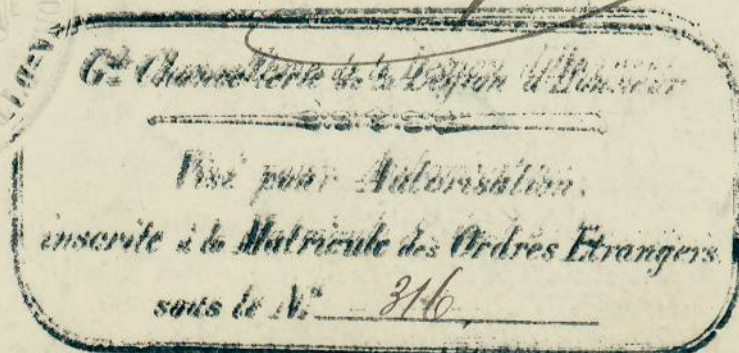 Gde Chancellerie de la Légion d'Honneur
Visé pour Autorisation.
inscrite à la Matricule des Ordres Etrangers
sous le No. 316